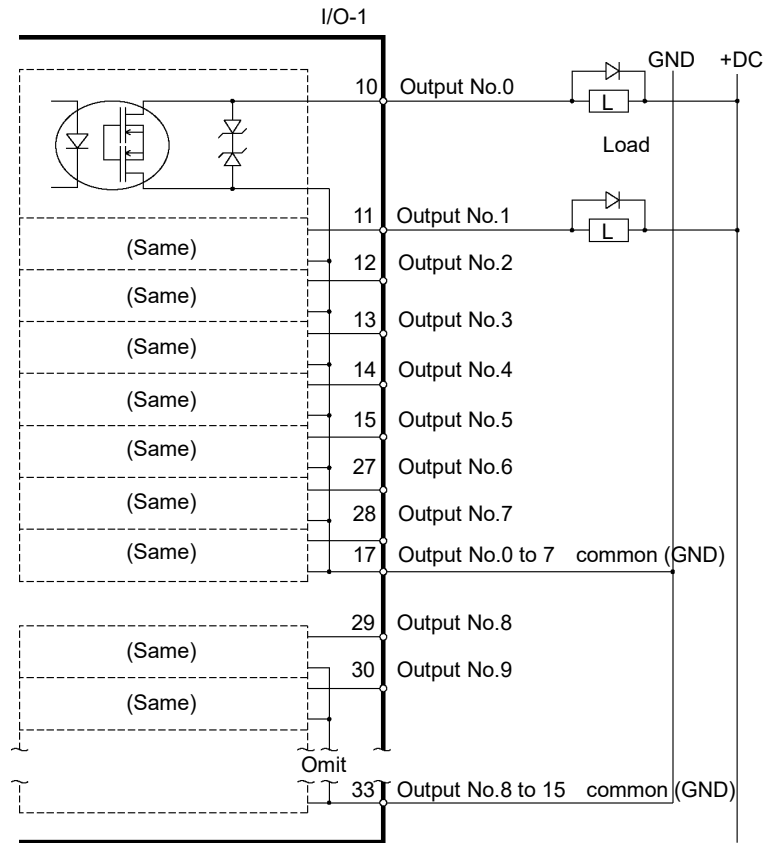 I/O-1
GND +DC
10 Output No.0
L
Load
11 Output No.1
L
(Same)
12 Output No.2
(Same)
13 Output No.3
(Same)
14 Output No.4
(Same)
15 Output No.5
(Same)
27 Output No.6
(Same)
28 Output No.7
(Same)
17 Output No.0 to 7 common (GND)
29 Output No.8
(Same)
30 Output No.9
(Same)
Omit
33 Output No.8 to 15 common (GND)